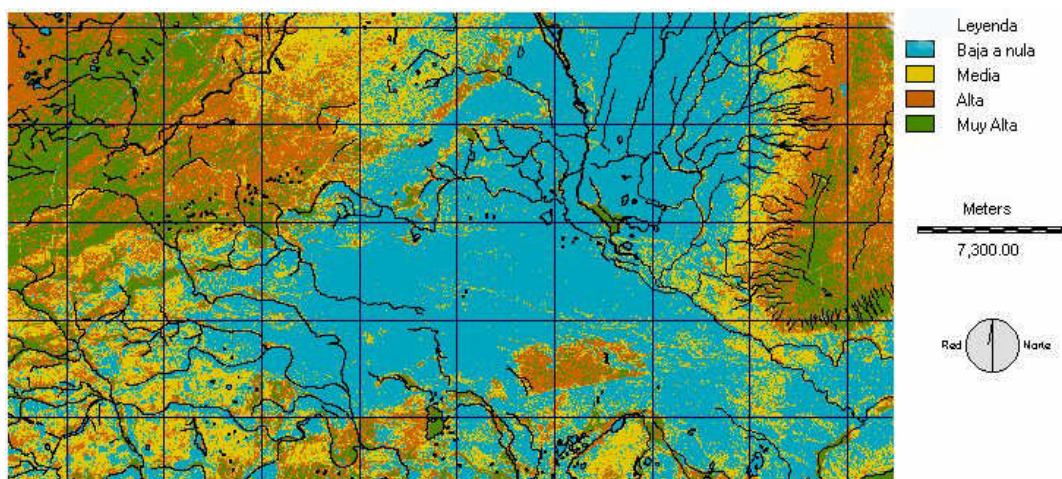 Leyenda
Baja a nula
Media
Alta
Muy Alta
Meters
7,300.00
Red Norte